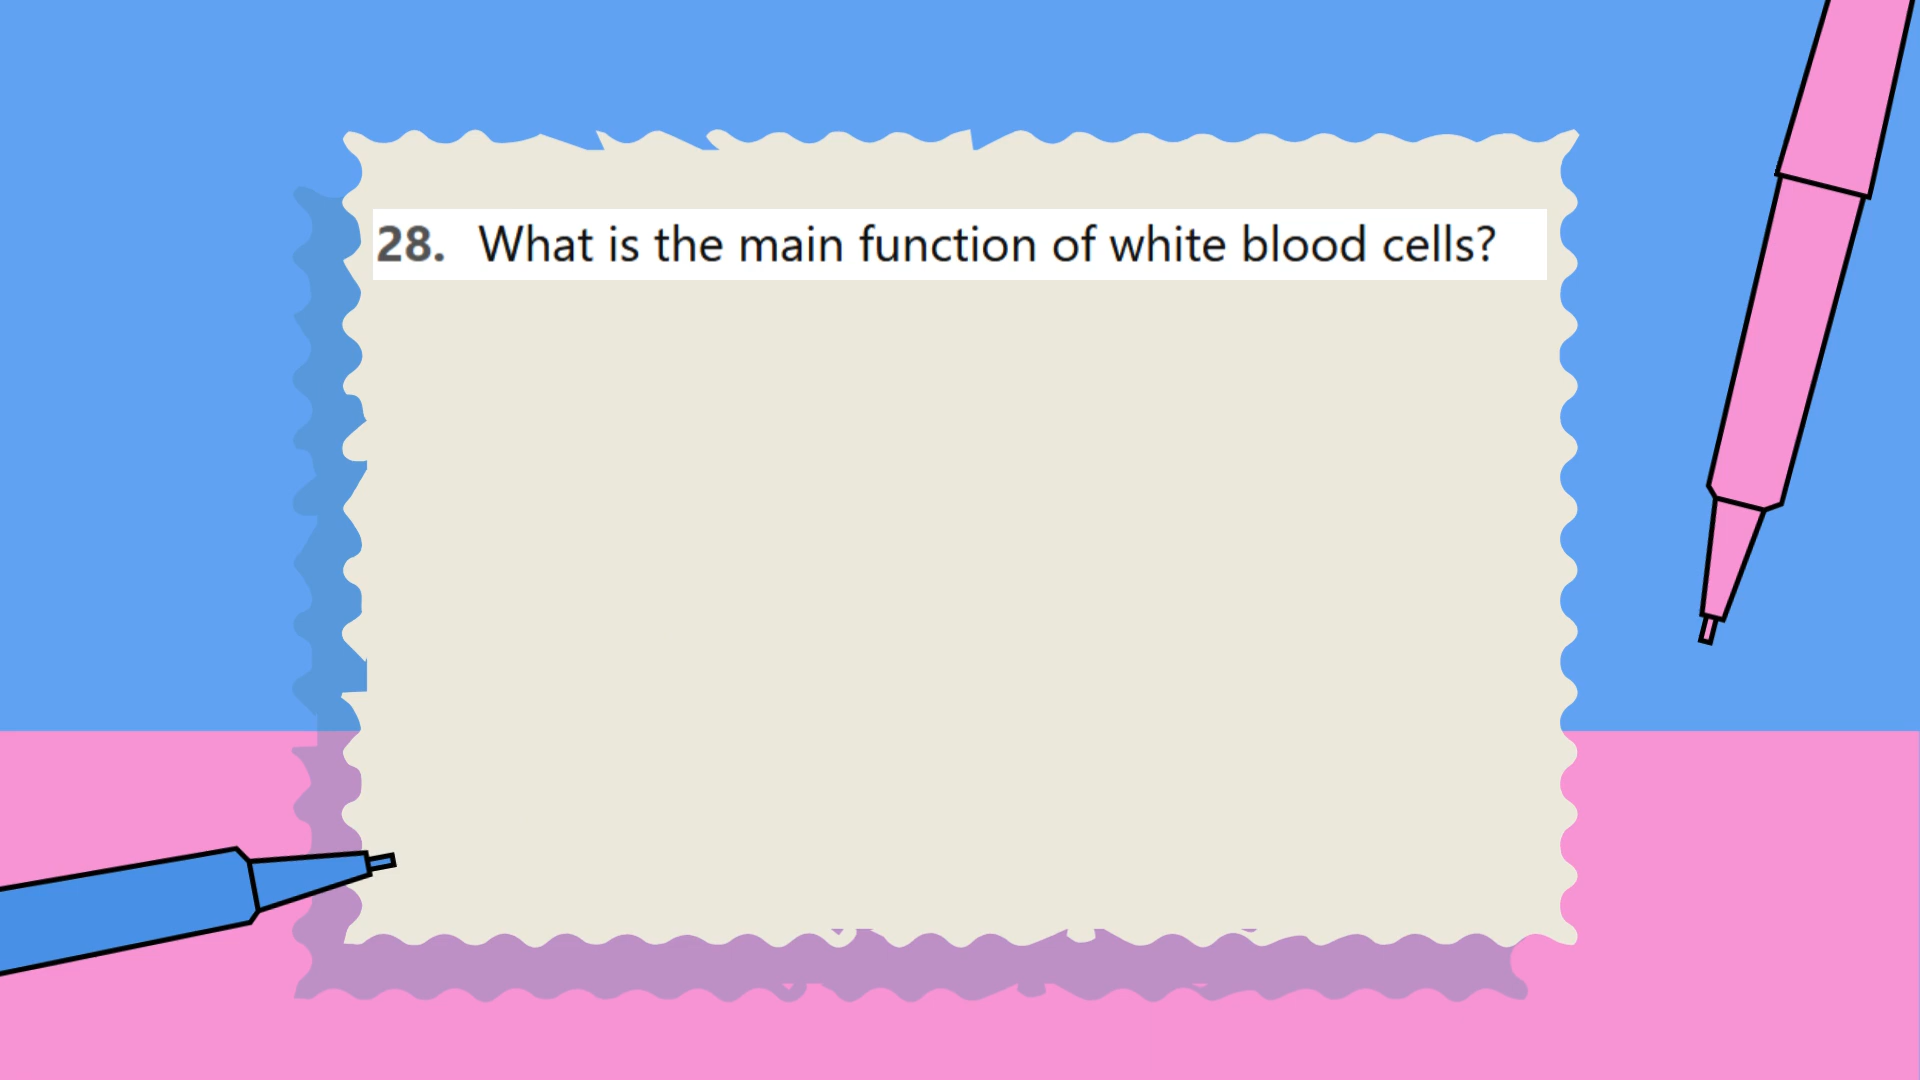 28. What is the main function of white blood cells?